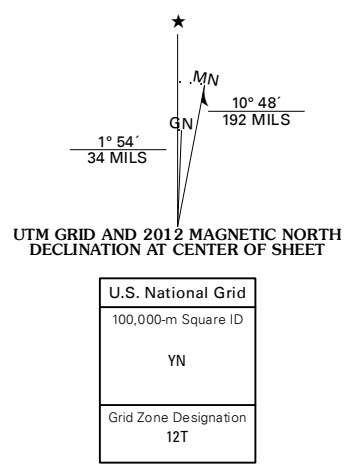 ★
MN
10° 48´
192 MILS
GN
1° 54´
34 MILS
UTM GRID AND 2012 MAGNETIC NORTH
DECLINATION AT CENTER OF SHEET
U.S. National Grid
100,000-m Square ID
YN
Grid Zone Designation
12T